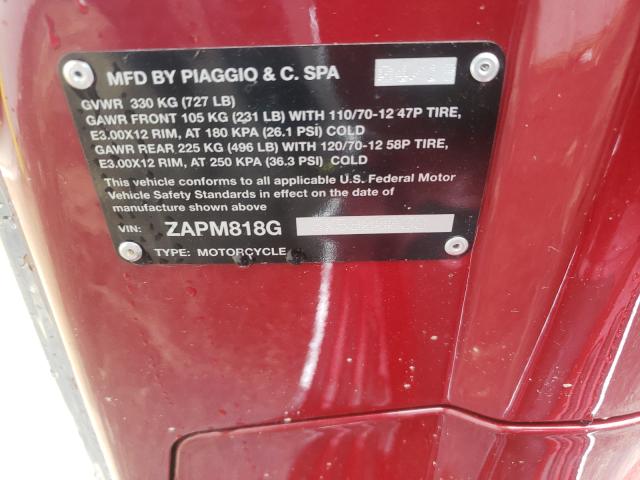 MFD BY PIAGGIO & C. SPA
GVWR 330 KG (727 LB)
GAWR FRONT 105 KG (231 LB) WITH 110/70-12 47P TIRE,
E3.00X12 RIM, AT 180 KPA (26.1 PSI) COLD
GAWR REAR 225 KG (496 LB) WITH 120/70-12 58P TIRE,
E3.00X12 RIM, AT 250 KPA (36.3 PSI) COLD
This vehicle conforms to all applicable U.S. Federal Motor
Vehicle Safety Standards in effect on the date of
manufacture shown above
VIN: ZAPM818G
TYPE: MOTORCYCLE